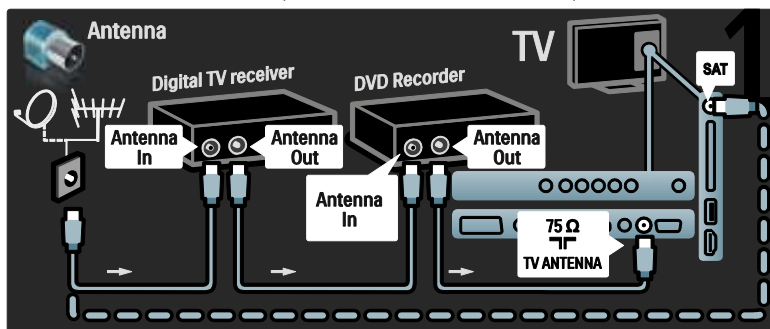 Antenna
TV
1
Digital TV receiver
DVD Recorder
SAT
Antenna
In
Antenna
Out
Antenna
Out
Antenna
In
75 Ω
TV ANTENNA